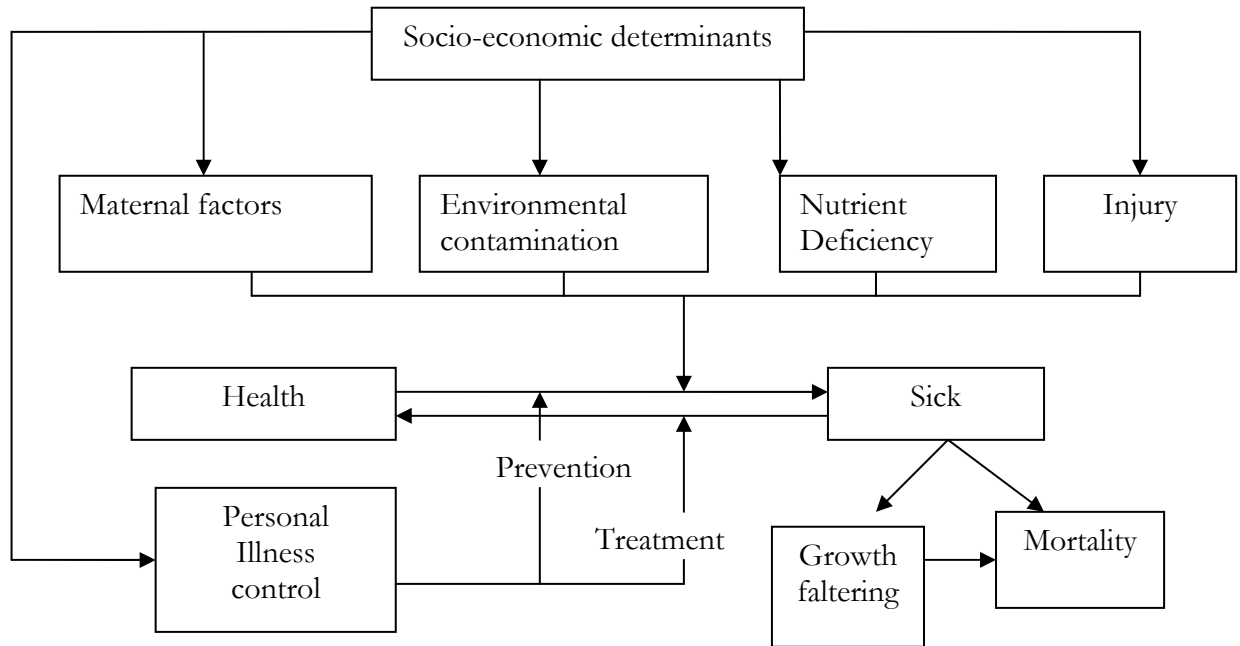 Socio-economic determinants
Maternal factors
Environmental
contamination
Nutrient
Deficiency
Injury
Health
Sick
Prevention
Personal
Illness
control
Treatment
Growth
faltering
Mortality